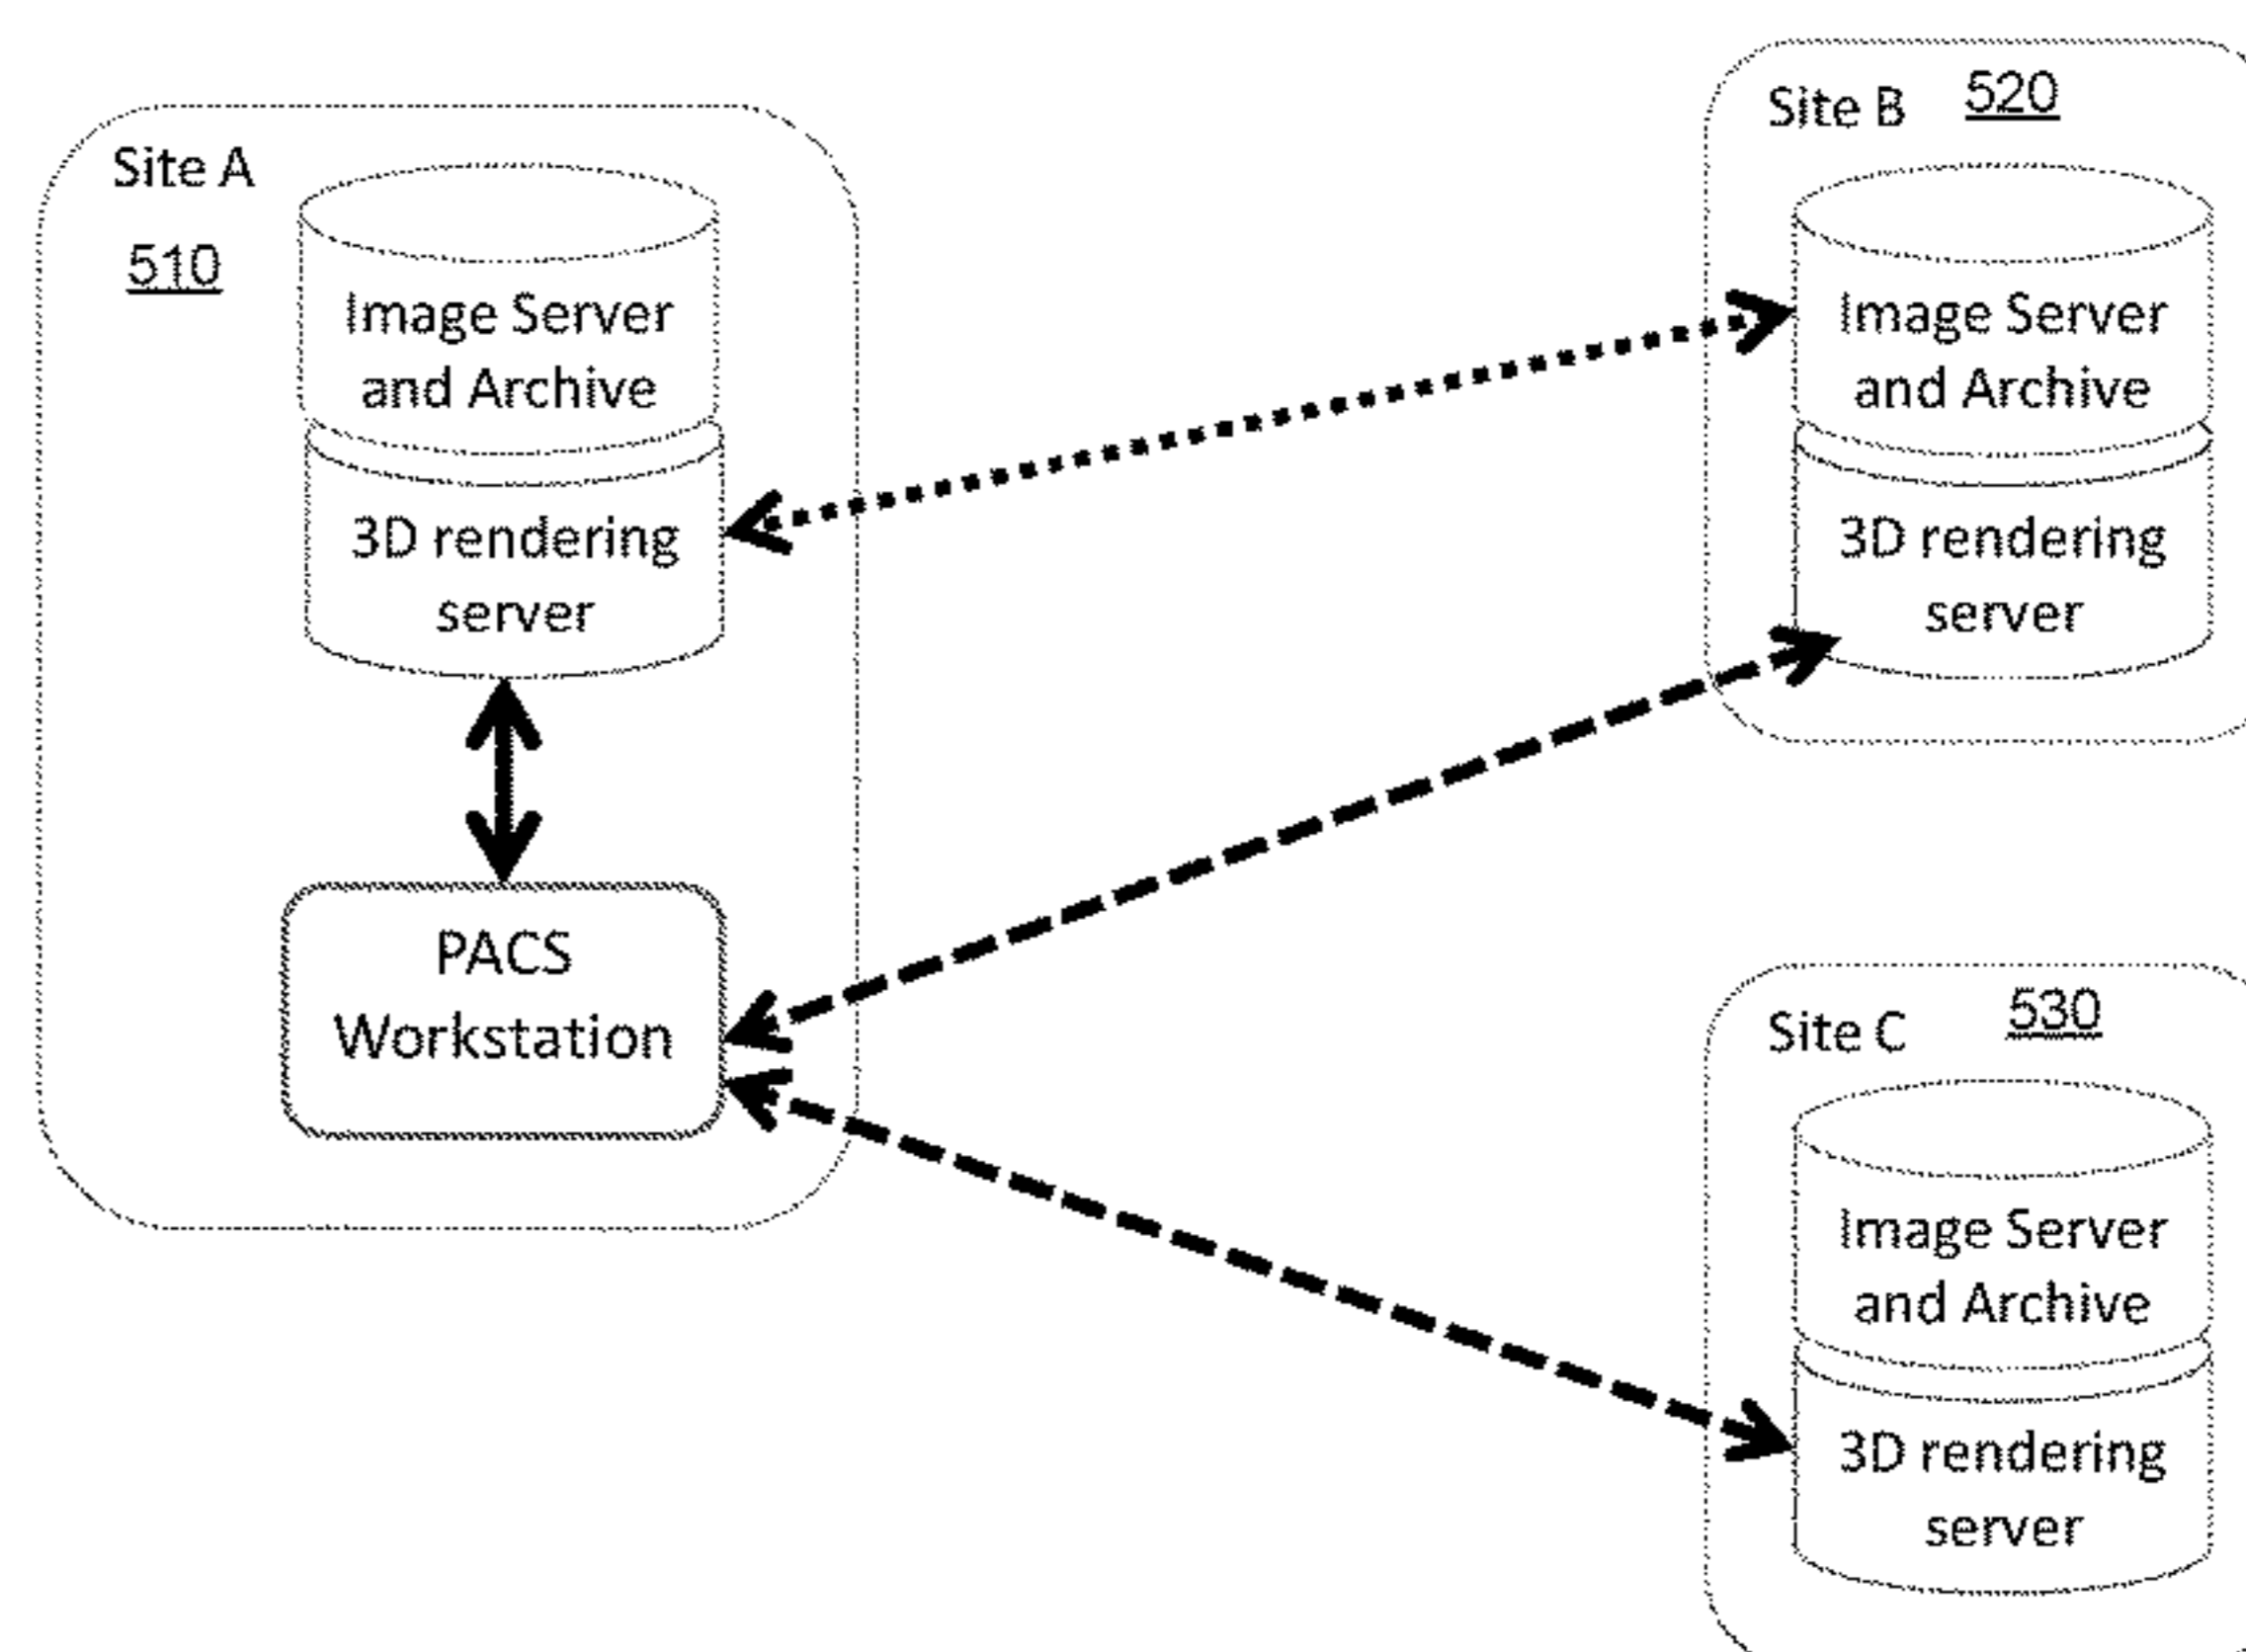 Site A
510
Image Server
and Archive
3D rendering
server
PACS
Workstation
Site B 520
Image Server
and Archive
3D rendering
server
Site C 530
Image Server
and Archive
3D rendering
server